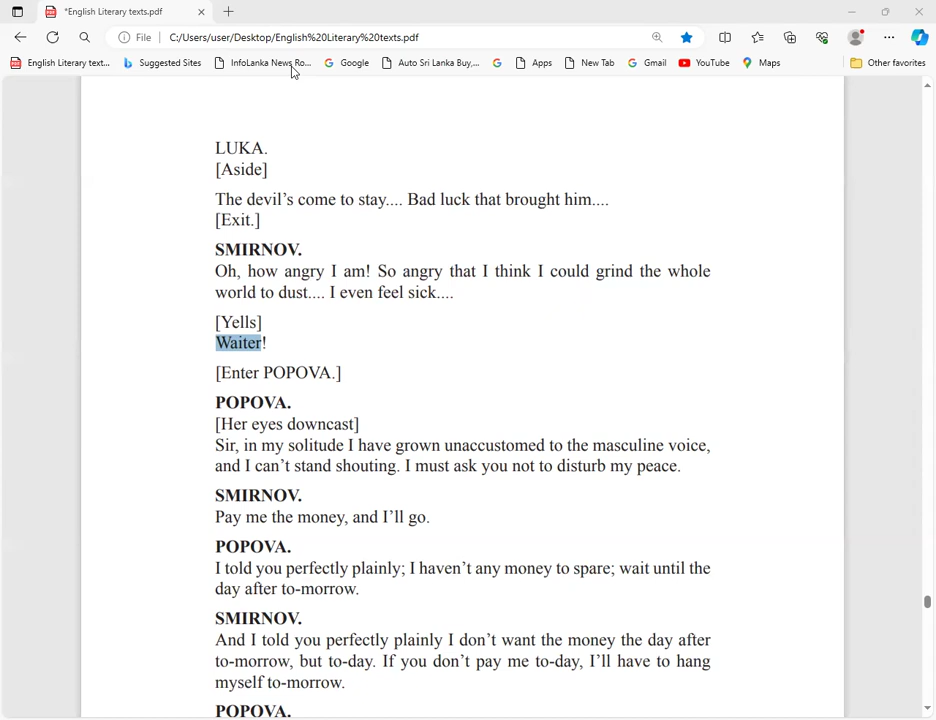 *English Literary texts.pdf
File C:/Users/user/Desktop/English%20Literary%20texts.pdf
English Literary text... Suggested Sites InfoLanka News Ro... Google Auto Sri Lanka Buy,... Apps New Tab Gmail YouTube Maps Other favorites
LUKA.
[Aside]
The devil’s come to stay.... Bad luck that brought him....
[Exit.]
SMIRNOV.
Oh, how angry I am! So angry that I think I could grind the whole
world to dust.... I even feel sick....
[Yells]
Waiter!
[Enter POPOVA.]
POPOVA.
[Her eyes downcast]
Sir, in my solitude I have grown unaccustomed to the masculine voice,
and I can’t stand shouting. I must ask you not to disturb my peace.
SMIRNOV.
Pay me the money, and I’ll go.
POPOVA.
I told you perfectly plainly; I haven’t any money to spare; wait until the
day after to-morrow.
SMIRNOV.
And I told you perfectly plainly I don’t want the money the day after
to-morrow, but to-day. If you don’t pay me to-day, I’ll have to hang
myself to-morrow.
POPOVA.